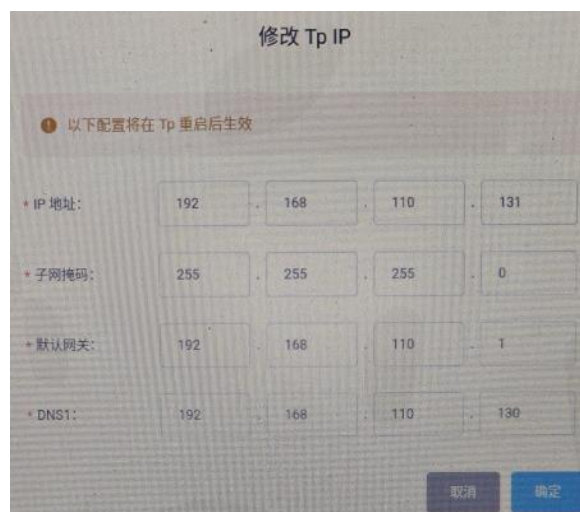 修改 Tp IP
以下配置将在 Tp 重启后生效
* IP 地址： 192 . 168 . 110 . 131
* 子网掩码： 255 . 255 . 255 . 0
* 默认网关： 192 . 168 . 110 . 1
* DNS1： 192 . 168 . 110 . 130
取消 确定